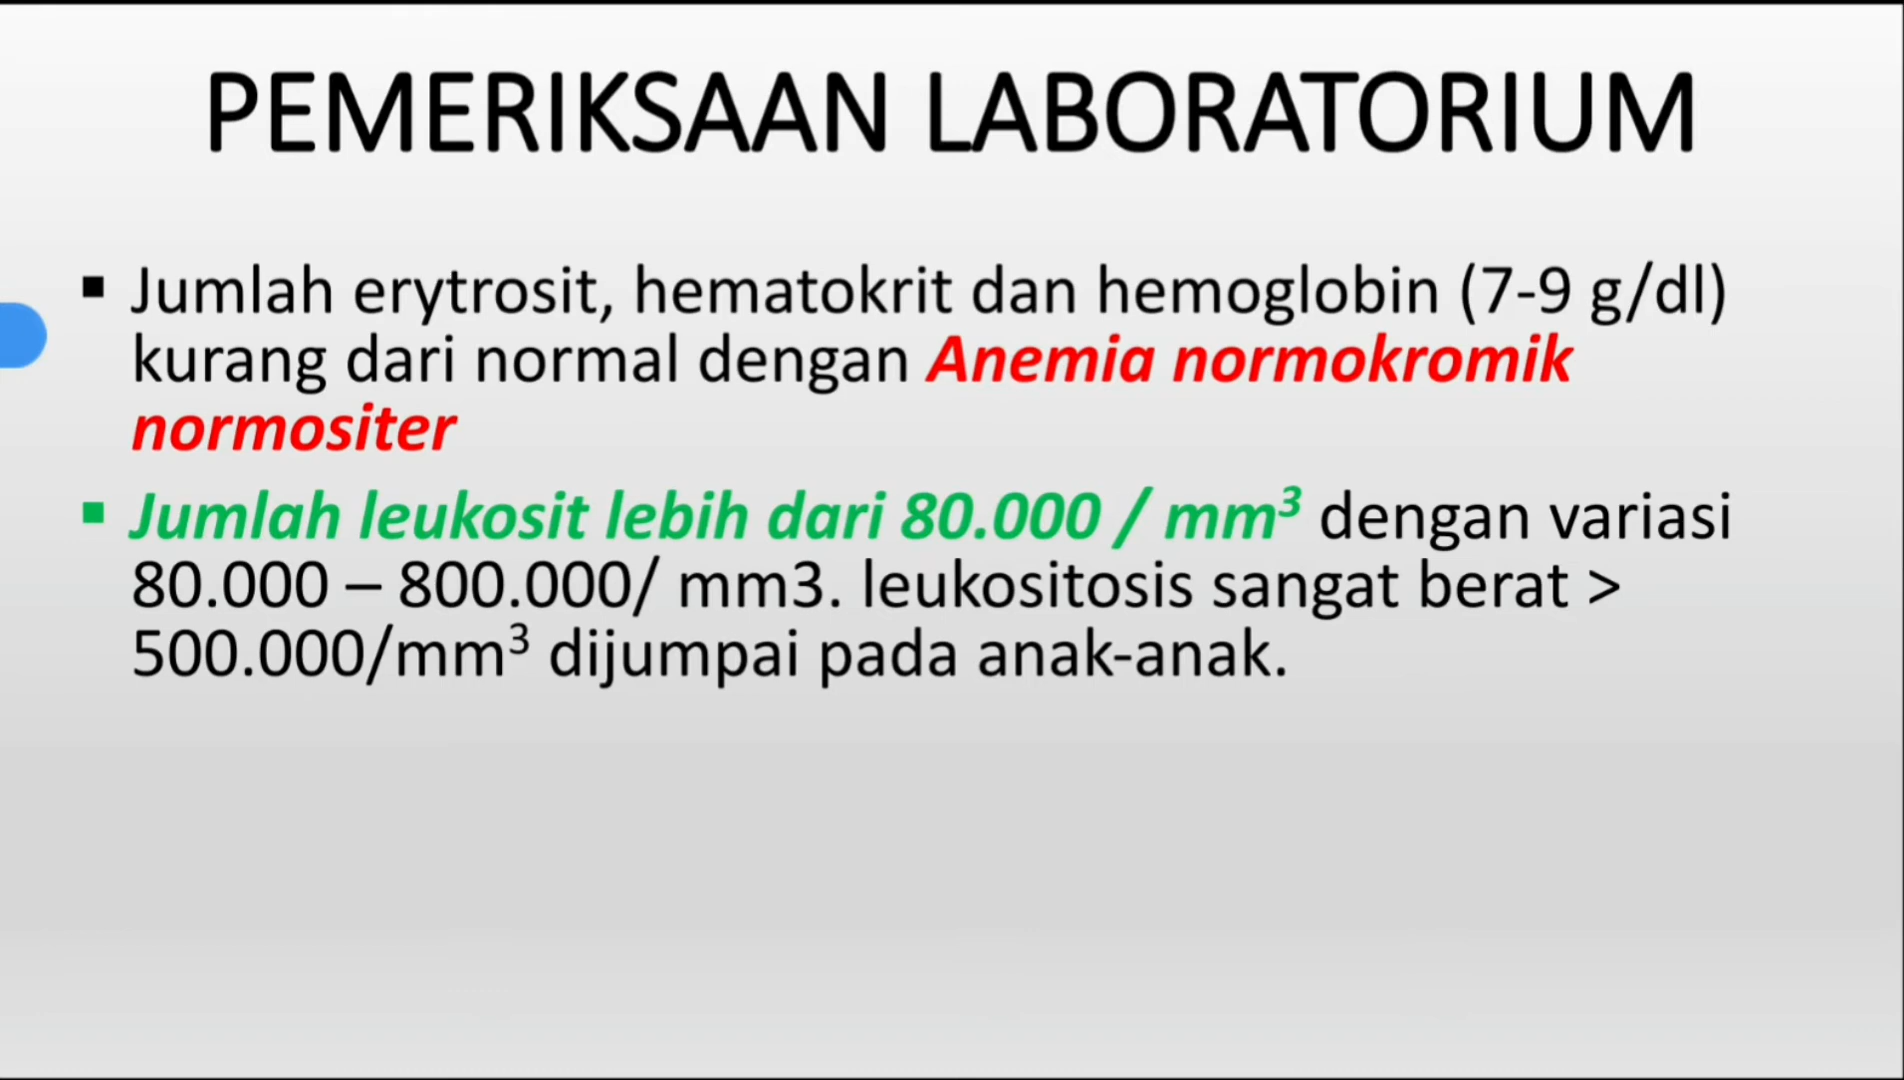 PEMERIKSAAN LABORATORIUM
▪ Jumlah erytrosit, hematokrit dan hemoglobin (7-9 g/dl)
kurang dari normal dengan Anemia normokromik
normositer
▪ Jumlah leukosit lebih dari 80.000 / mm³ dengan variasi
80.000 – 800.000/ mm3. leukositosis sangat berat >
500.000/mm³ dijumpai pada anak-anak.